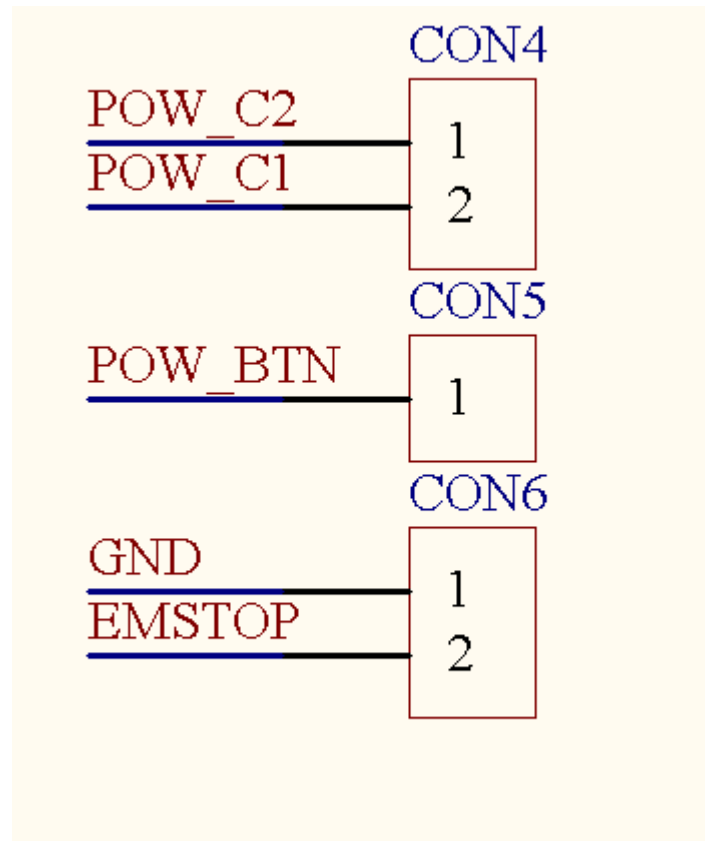 CON4
POW_C2
1
POW_C1
2
CON5
POW_BTN
1
CON6
GND
1
EMSTOP
2